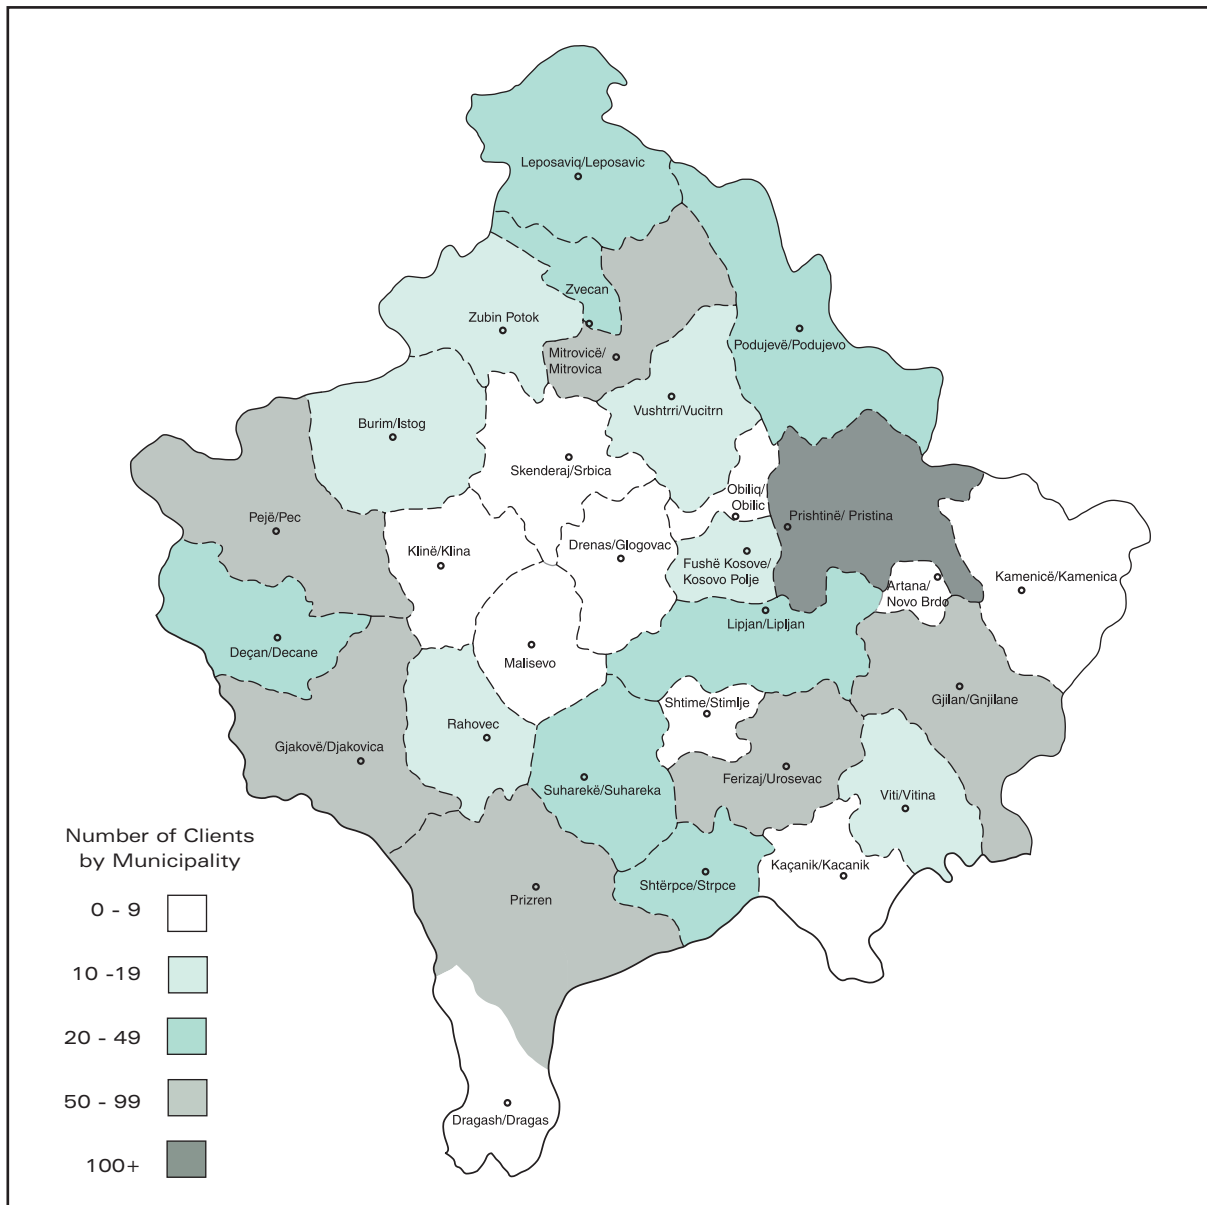 Leposaviq/Leposavic
Zvecan
Zubin Potok
Podujevë/Podujevo
Mitrovicë/
Mitrovica
Vushtrri/Vucitrn
Burim/Istog
Skenderaj/Srbica
Obiliq/
Obilic
Pejë/Pec
Prishtinë/ Pristina
Klinë/Klina
Drenas/Glogovac
Fushë Kosove/
Kosovo Polje
Kamenicë/Kamenica
Artana/
Novo Brdo
Lipjan/Lipljan
Deçan/Decane
Malisevo
Shtime/Stimlje
Gjilan/Gnjilane
Rahovec
Gjakovë/Djakovica
Suharekë/Suhareka
Ferizaj/Urosevac
Viti/Vitina
Kaçanik/Kacanik
Shtërpce/Strpce
Prizren
Dragash/Dragas
Number of Clients
by Municipality
0 - 9
10 -19
20 - 49
50 - 99
100+